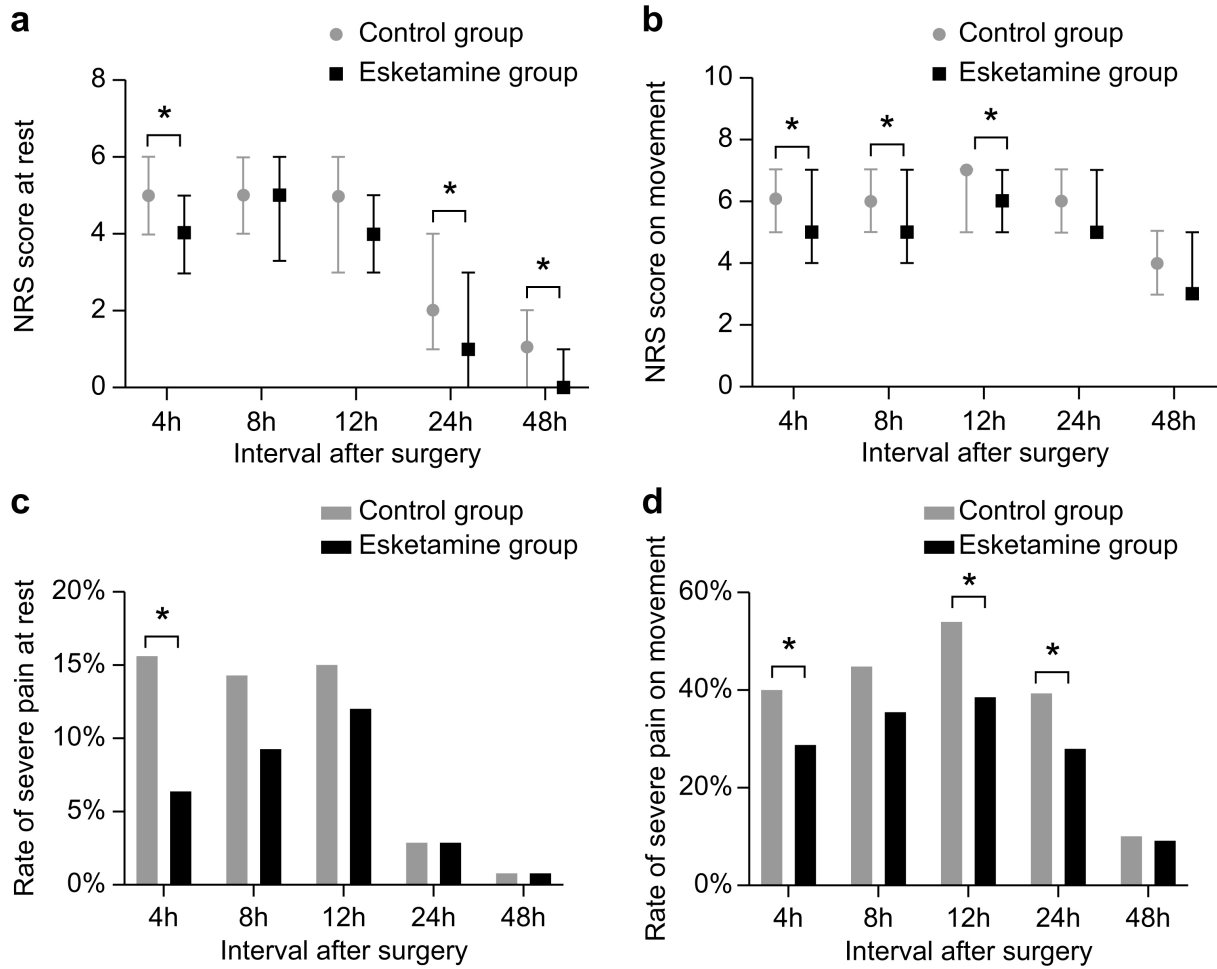 a
Control group
Esketamine group
NRS score at rest
8
6
4
2
0
*
*
*
4h 8h 12h 24h 48h
Interval after surgery
b
Control group
Esketamine group
NRS score on movement
10
8
6
4
2
0
*
*
*
4h 8h 12h 24h 48h
Interval after surgery
c
Control group
Esketamine group
Rate of severe pain at rest
20%
15%
10%
5%
0%
*
4h 8h 12h 24h 48h
Interval after surgery
d
Control group
Esketamine group
Rate of severe pain on movement
60%
40%
20%
0%
*
*
*
4h 8h 12h 24h 48h
Interval after surgery